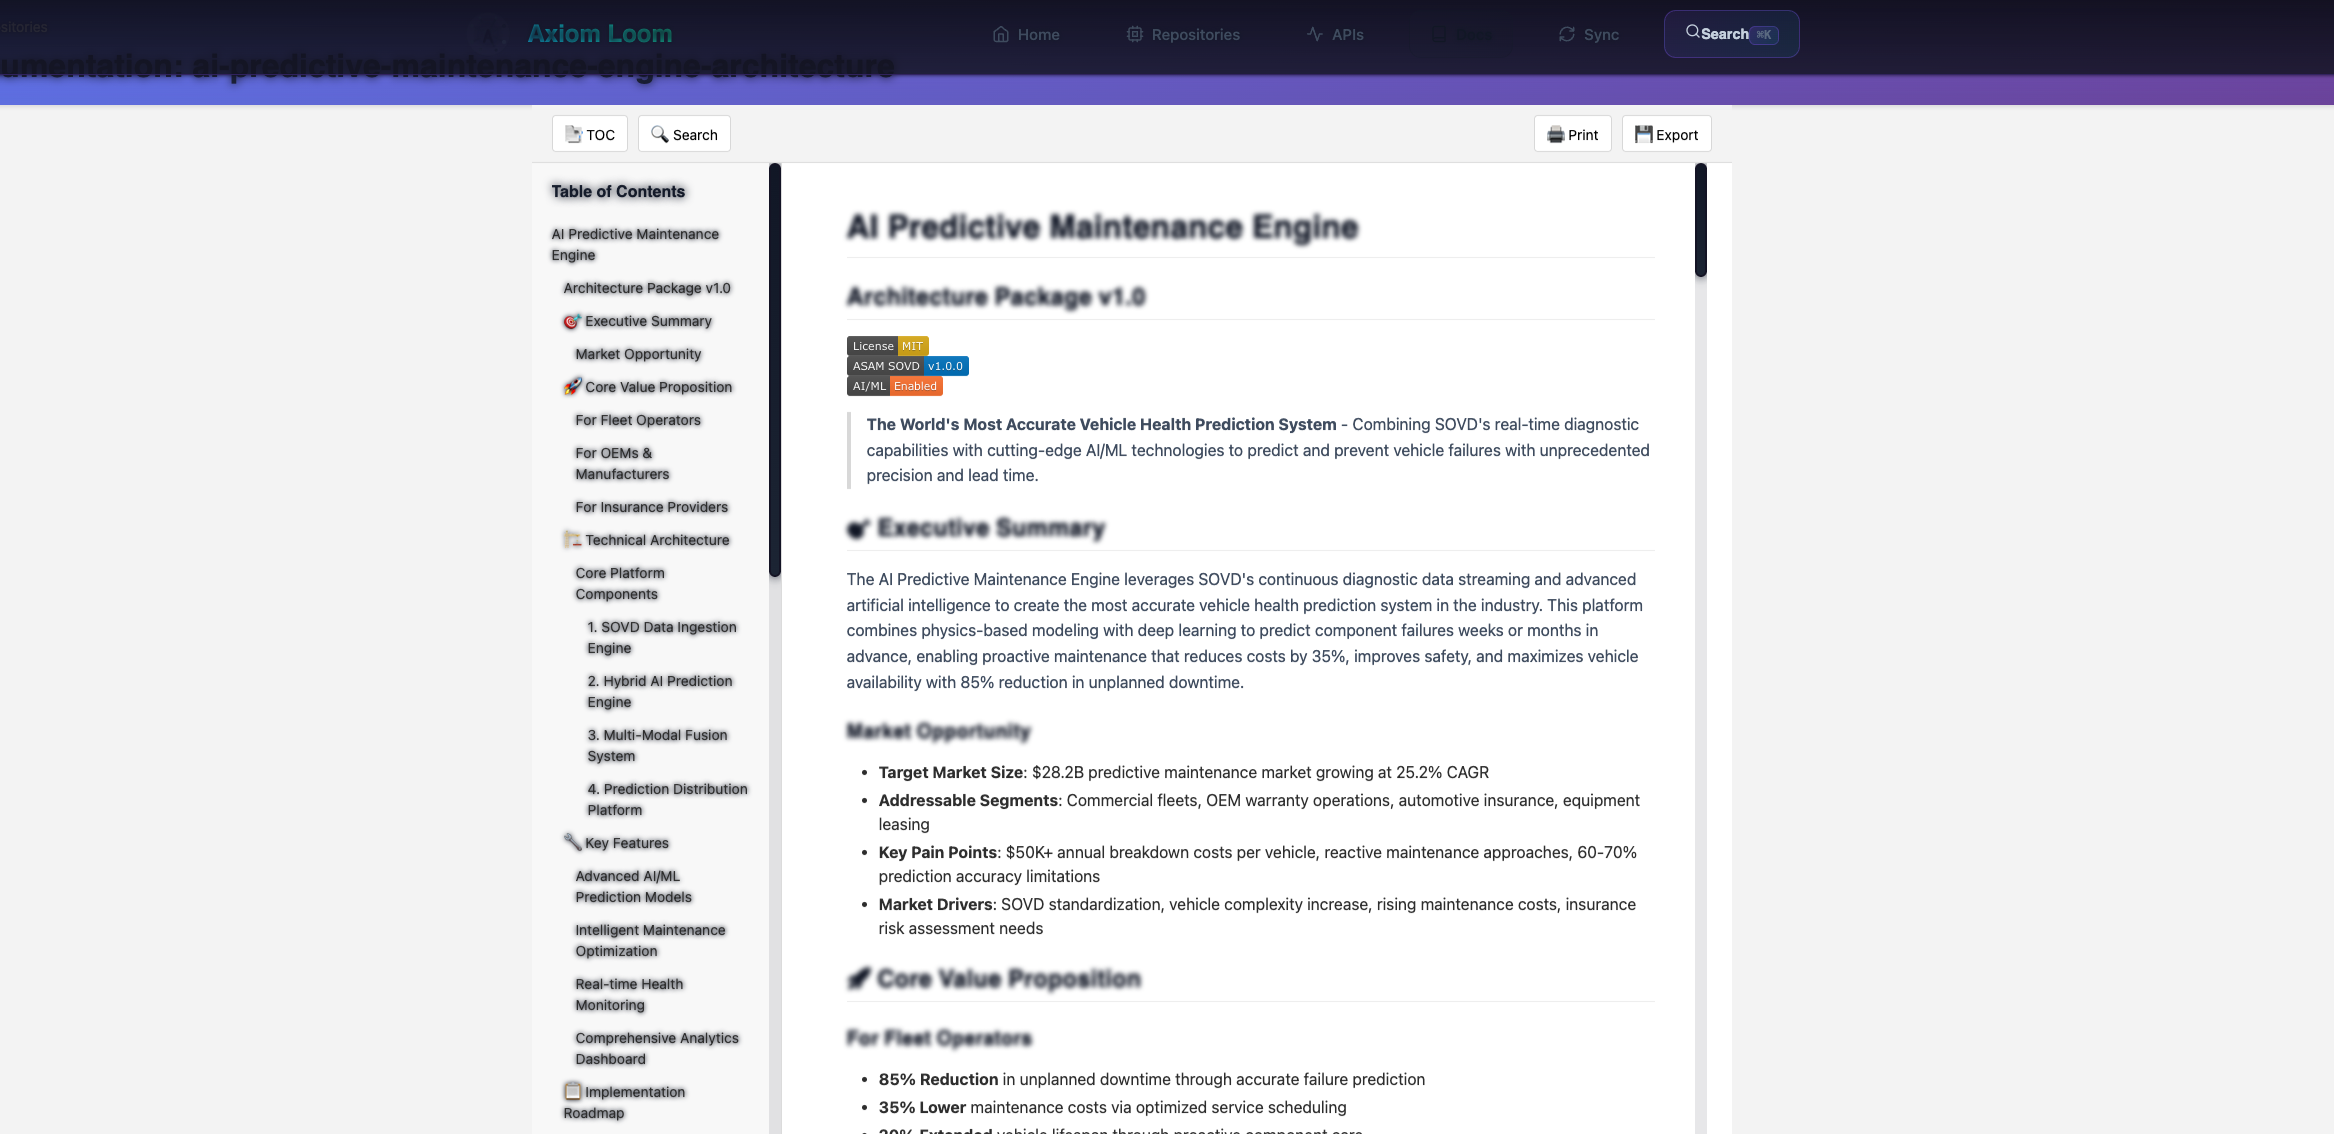 sitories
Axiom Loom
Home
Repositories
APIs
Sync
Search ⌘K
umentation: ai-predictive-maintenance-engine-architecture
TOC
Search
Print
Export
Table of Contents
AI Predictive Maintenance
Engine
Architecture Package v1.0
🎯 Executive Summary
Market Opportunity
🚀 Core Value Proposition
For Fleet Operators
For OEMs &
Manufacturers
For Insurance Providers
🏗️ Technical Architecture
Core Platform
Components
1. SOVD Data Ingestion
Engine
2. Hybrid AI Prediction
Engine
3. Multi-Modal Fusion
System
4. Prediction Distribution
Platform
🔧 Key Features
Advanced AI/ML
Prediction Models
Intelligent Maintenance
Optimization
Real-time Health
Monitoring
Comprehensive Analytics
Dashboard
📋 Implementation
Roadmap
AI Predictive Maintenance Engine
Architecture Package v1.0
License MIT
ASAM SOVD v1.0.0
AI/ML Enabled
The World's Most Accurate Vehicle Health Prediction System - Combining SOVD's real-time diagnostic
capabilities with cutting-edge AI/ML technologies to predict and prevent vehicle failures with unprecedented
precision and lead time.
🎯 Executive Summary
The AI Predictive Maintenance Engine leverages SOVD's continuous diagnostic data streaming and advanced
artificial intelligence to create the most accurate vehicle health prediction system in the industry. This platform
combines physics-based modeling with deep learning to predict component failures weeks or months in
advance, enabling proactive maintenance that reduces costs by 35%, improves safety, and maximizes vehicle
availability with 85% reduction in unplanned downtime.
Market Opportunity
• Target Market Size: $28.2B predictive maintenance market growing at 25.2% CAGR
• Addressable Segments: Commercial fleets, OEM warranty operations, automotive insurance, equipment
leasing
• Key Pain Points: $50K+ annual breakdown costs per vehicle, reactive maintenance approaches, 60-70%
prediction accuracy limitations
• Market Drivers: SOVD standardization, vehicle complexity increase, rising maintenance costs, insurance
risk assessment needs
🚀 Core Value Proposition
For Fleet Operators
• 85% Reduction in unplanned downtime through accurate failure prediction
• 35% Lower maintenance costs via optimized service scheduling